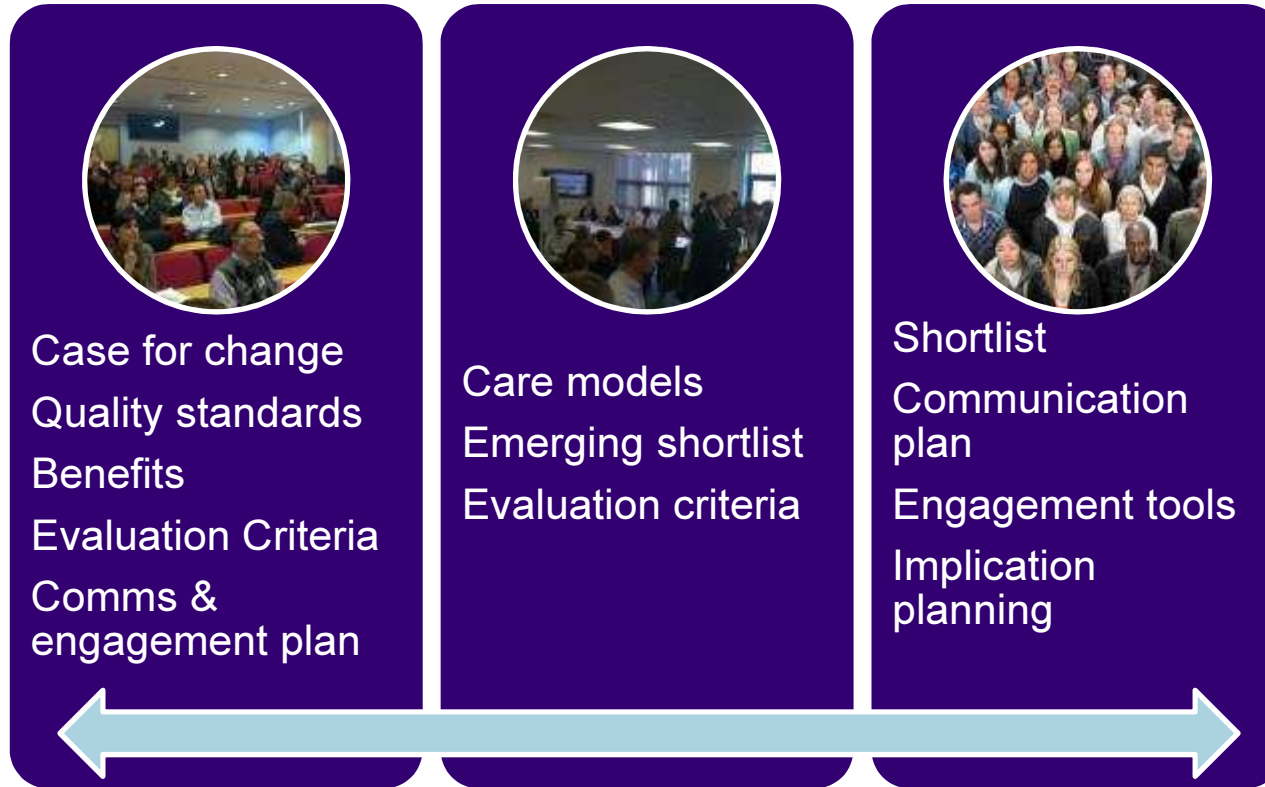 Case for change
Quality standards
Benefits
Evaluation Criteria
Comms &
engagement plan
Care models
Emerging shortlist
Evaluation criteria
Shortlist
Communication
plan
Engagement tools
Implication
planning